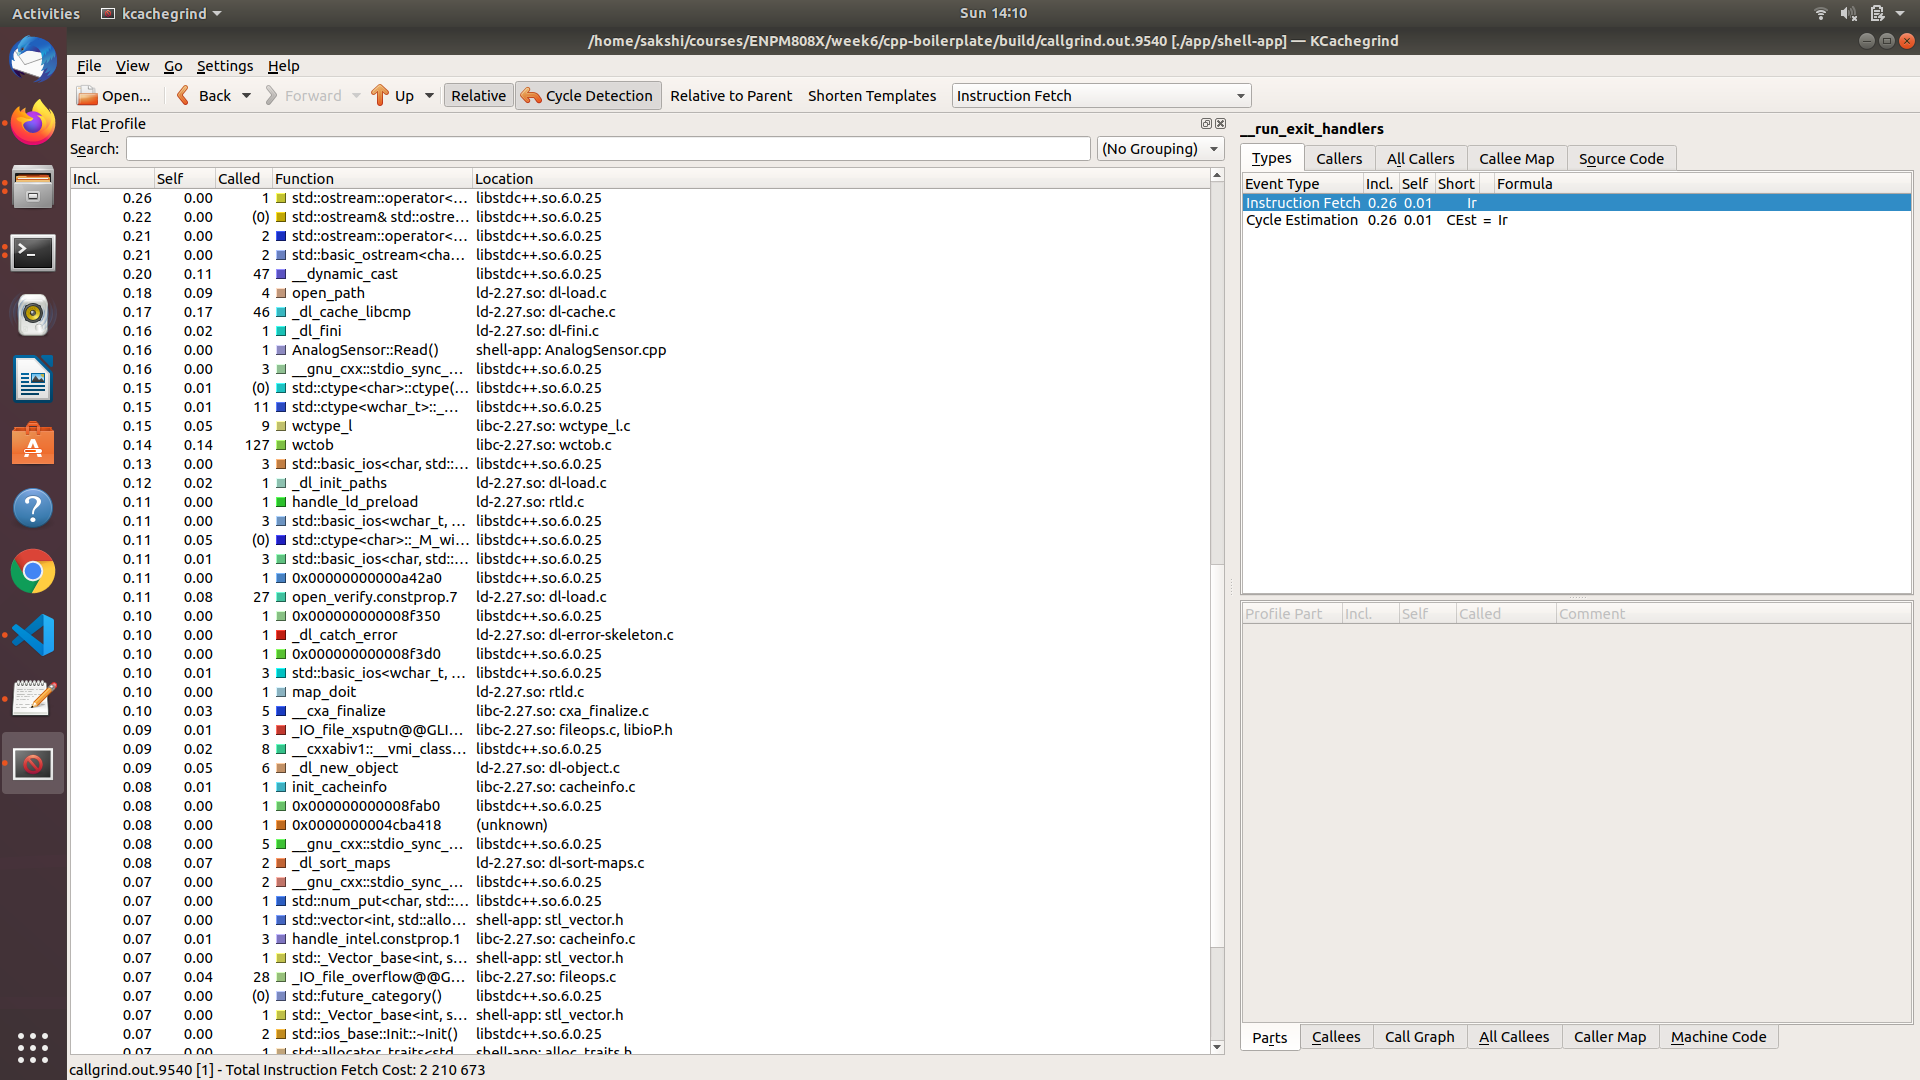 Activities kcachegrind Sun 14:10
/home/sakshi/courses/ENPM808X/week6/cpp-boilerplate/build/callgrind.out.9540 [./app/shell-app] — KCachegrind
File View Go Settings Help
Open... Back Forward Up Relative Cycle Detection Relative to Parent Shorten Templates Instruction Fetch
Flat Profile
Search: (No Grouping)
Incl. Self Called Function Location
0.26 0.00 1 std::ostream::operator<... libstdc++.so.6.0.25
0.22 0.00 (0) std::ostream& std::ostre... libstdc++.so.6.0.25
0.21 0.00 2 std::ostream::operator<... libstdc++.so.6.0.25
0.21 0.00 2 std::basic_ostream<cha... libstdc++.so.6.0.25
0.20 0.11 47 __dynamic_cast libstdc++.so.6.0.25
0.18 0.09 4 open_path ld-2.27.so: dl-load.c
0.17 0.17 46 _dl_cache_libcmp ld-2.27.so: dl-cache.c
0.16 0.02 1 _dl_fini ld-2.27.so: dl-fini.c
0.16 0.00 1 AnalogSensor::Read() shell-app: AnalogSensor.cpp
0.16 0.00 3 __gnu_cxx::stdio_sync_... libstdc++.so.6.0.25
0.15 0.01 (0) std::ctype<char>::ctype(... libstdc++.so.6.0.25
0.15 0.01 11 std::ctype<wchar_t>::_... libstdc++.so.6.0.25
0.15 0.05 9 wctype_l libc-2.27.so: wctype_l.c
0.14 0.14 127 wctob libc-2.27.so: wctob.c
0.13 0.00 3 std::basic_ios<char, std::... libstdc++.so.6.0.25
0.12 0.02 1 _dl_init_paths ld-2.27.so: dl-load.c
0.11 0.00 1 handle_ld_preload ld-2.27.so: rtld.c
0.11 0.00 3 std::basic_ios<wchar_t, ... libstdc++.so.6.0.25
0.11 0.05 (0) std::ctype<char>::_M_wi... libstdc++.so.6.0.25
0.11 0.01 3 std::basic_ios<char, std::... libstdc++.so.6.0.25
0.11 0.00 1 0x00000000000a42a0 libstdc++.so.6.0.25
0.11 0.08 27 open_verify.constprop.7 ld-2.27.so: dl-load.c
0.10 0.00 1 0x000000000008f350 libstdc++.so.6.0.25
0.10 0.00 1 _dl_catch_error ld-2.27.so: dl-error-skeleton.c
0.10 0.00 1 0x000000000008f3d0 libstdc++.so.6.0.25
0.10 0.01 3 std::basic_ios<wchar_t, ... libstdc++.so.6.0.25
0.10 0.00 1 map_doit ld-2.27.so: rtld.c
0.10 0.03 5 __cxa_finalize libc-2.27.so: cxa_finalize.c
0.09 0.01 3 _IO_file_xsputn@@GLI... libc-2.27.so: fileops.c, libioP.h
0.09 0.02 8 __cxxabiv1::__vmi_class... libstdc++.so.6.0.25
0.09 0.05 6 _dl_new_object ld-2.27.so: dl-object.c
0.08 0.01 1 init_cacheinfo libc-2.27.so: cacheinfo.c
0.08 0.00 1 0x000000000008fab0 libstdc++.so.6.0.25
0.08 0.00 1 0x0000000004cba418 (unknown)
0.08 0.00 5 __gnu_cxx::stdio_sync_... libstdc++.so.6.0.25
0.08 0.07 2 _dl_sort_maps ld-2.27.so: dl-sort-maps.c
0.07 0.00 2 __gnu_cxx::stdio_sync_... libstdc++.so.6.0.25
0.07 0.00 1 std::num_put<char, std::... libstdc++.so.6.0.25
0.07 0.00 1 std::vector<int, std::allo... shell-app: stl_vector.h
0.07 0.01 3 handle_intel.constprop.1 libc-2.27.so: cacheinfo.c
0.07 0.00 1 std::_Vector_base<int, s... shell-app: stl_vector.h
0.07 0.04 28 _IO_file_overflow@@G... libc-2.27.so: fileops.c
0.07 0.00 (0) std::future_category() libstdc++.so.6.0.25
0.07 0.00 1 std::_Vector_base<int, s... shell-app: stl_vector.h
0.07 0.00 2 std::ios_base::Init::~Init() libstdc++.so.6.0.25
0.07 0.00 1 std::allocator_traits<std... shell-app: alloc_traits.h
callgrind.out.9540 [1] - Total Instruction Fetch Cost: 2 210 673
__run_exit_handlers
Types Callers All Callers Callee Map Source Code
Event Type Incl. Self Short Formula
Instruction Fetch 0.26 0.01 Ir
Cycle Estimation 0.26 0.01 CEst = Ir
Profile Part Incl. Self Called Comment
Parts Callees Call Graph All Callees Caller Map Machine Code